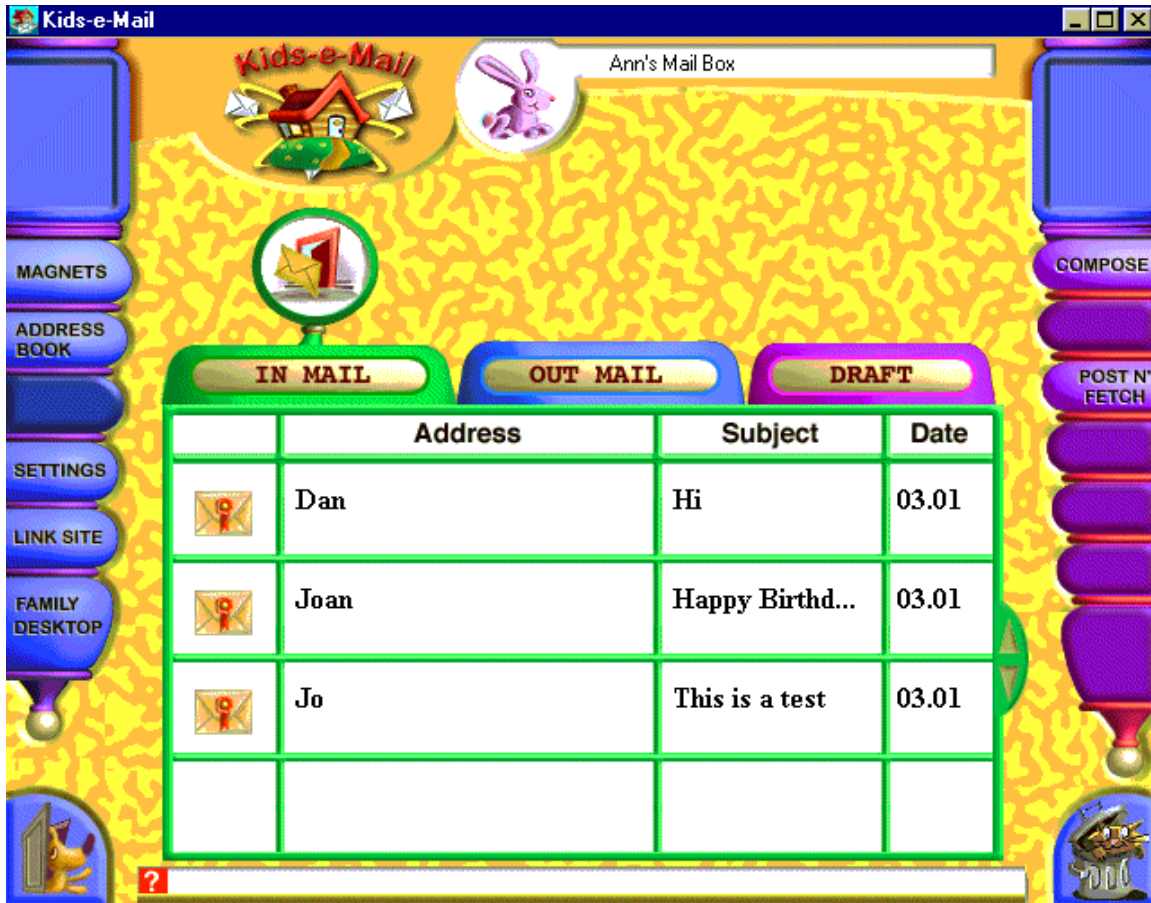 Kids-e-Mail
Kids-e-Mail
Ann's Mail Box
MAGNETS
ADDRESS
BOOK
SETTINGS
LINK SITE
FAMILY
DESKTOP
IN MAIL
OUT MAIL
DRAFT
Address Subject Date
Dan Hi 03.01
Joan Happy Birthd... 03.01
Jo This is a test 03.01
COMPOSE
POST N'
FETCH
?